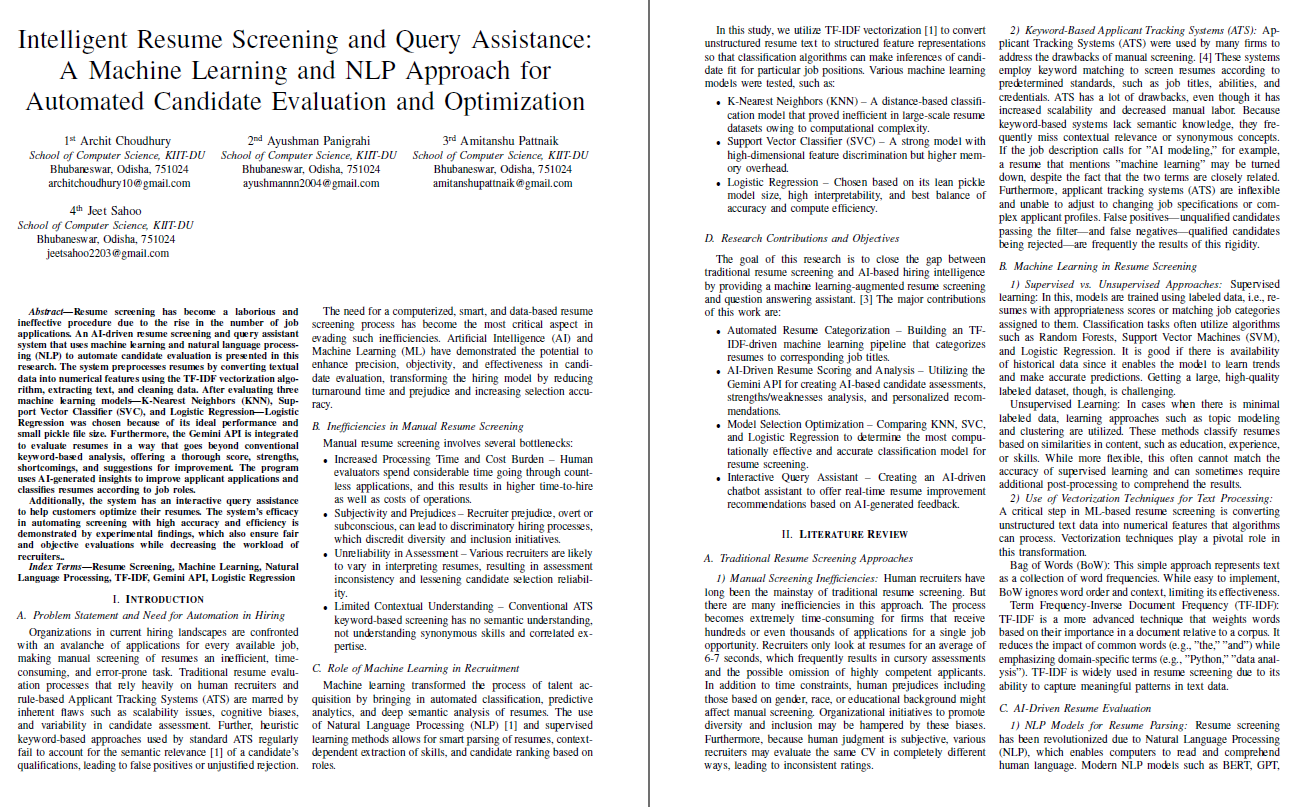 Intelligent Resume Screening and Query Assistance:
A Machine Learning and NLP Approach for
Automated Candidate Evaluation and Optimization
1st Archit Choudhury
School of Computer Science, KIIT-DU
Bhubaneswar, Odisha, 751024
architchoudhury10@gmail.com
2nd Ayushman Panigrahi
School of Computer Science, KIIT-DU
Bhubaneswar, Odisha, 751024
ayushmannn2004@gmail.com
3rd Amitanshu Pattnaik
School of Computer Science, KIIT-DU
Bhubaneswar, Odisha, 751024
amitanshupattnaik@gmail.com
4th Jeet Sahoo
School of Computer Science, KIIT-DU
Bhubaneswar, Odisha, 751024
jeetsahoo2203@gmail.com
Abstract—Resume screening has become a laborious and
ineffective procedure due to the rise in the number of job
applications. An AI-driven resume screening and query assistant
system that uses machine learning and natural language process-
ing (NLP) to automate candidate evaluation is presented in this
research. The system preprocesses resumes by converting textual
data into numerical features using the TF-IDF vectorization algo-
rithm, extracting text, and cleaning data. After evaluating three
machine learning models—K-Nearest Neighbors (KNN), Sup-
port Vector Classifier (SVC), and Logistic Regression—Logistic
Regression was chosen because of its ideal performance and
small pickle file size. Furthermore, the Gemini API is integrated
to evaluate resumes in a way that goes beyond conventional
keyword-based analysis, offering a thorough score, strengths,
shortcomings, and suggestions for improvement. The program
uses AI-generated insights to improve applicant applications and
classifies resumes according to job roles.
Additionally, the system has an interactive query assistance
to help customers optimize their resumes. The system's efficacy
in automating screening with high accuracy and efficiency is
demonstrated by experimental findings, which also ensure fair
and objective evaluations while decreasing the workload of
recruiters..
Index Terms—Resume Screening, Machine Learning, Natural
Language Processing, TF-IDF, Gemini API, Logistic Regression
I. INTRODUCTION
A. Problem Statement and Need for Automation in Hiring
Organizations in current hiring landscapes are confronted
with an avalanche of applications for every available job,
making manual screening of resumes an inefficient, time-
consuming, and error-prone task. Traditional resume evalu-
ation processes that rely heavily on human recruiters and
rule-based Applicant Tracking Systems (ATS) are marred by
inherent flaws such as scalability issues, cognitive biases,
and variability in candidate assessment. Further, heuristic
keyword-based approaches used by standard ATS regularly
fail to account for the semantic relevance [1] of a candidate's
qualifications, leading to false positives or unjustified rejection.
The need for a computerized, smart, and data-based resume
screening process has become the most critical aspect in
evading such inefficiencies. Artificial Intelligence (AI) and
Machine Learning (ML) have demonstrated the potential to
enhance precision, objectivity, and effectiveness in candi-
date evaluation, transforming the hiring model by reducing
turnaround time and prejudice and increasing selection accu-
racy.
B. Inefficiencies in Manual Resume Screening
Manual resume screening involves several bottlenecks:
• Increased Processing Time and Cost Burden – Human
evaluators spend considerable time going through count-
less applications, and this results in higher time-to-hire
as well as costs of operations.
• Subjectivity and Prejudices – Recruiter prejudice, overt or
subconscious, can lead to discriminatory hiring processes,
which discredit diversity and inclusion initiatives.
• Unreliability in Assessment – Various recruiters are likely
to vary in interpreting resumes, resulting in assessment
inconsistency and lessening candidate selection reliabil-
ity.
• Limited Contextual Understanding – Conventional ATS
keyword-based screening has no semantic understanding,
not understanding synonymous skills and correlated ex-
pertise.
C. Role of Machine Learning in Recruitment
Machine learning transformed the process of talent ac-
quisition by bringing in automated classification, predictive
analytics, and deep semantic analysis of resumes. The use
of Natural Language Processing (NLP) [1] and supervised
learning methods allows for smart parsing of resumes, context-
dependent extraction of skills, and candidate ranking based on
roles.
In this study, we utilize TF-IDF vectorization [1] to convert
unstructured resume text to structured feature representations
so that classification algorithms can make inferences of candi-
date fit for particular job positions. Various machine learning
models were tested, such as:
• K-Nearest Neighbors (KNN) – A distance-based classifi-
cation model that proved inefficient in large-scale resume
datasets owing to computational complexity.
• Support Vector Classifier (SVC) – A strong model with
high-dimensional feature discrimination but higher mem-
ory overhead.
• Logistic Regression – Chosen based on its lean pickle
model size, high interpretability, and best balance of
accuracy and compute efficiency.
D. Research Contributions and Objectives
The goal of this research is to close the gap between
traditional resume screening and AI-based hiring intelligence
by providing a machine learning-augmented resume screening
and question answering assistant. [3] The major contributions
of this work are:
• Automated Resume Categorization – Building an TF-
IDF-driven machine learning pipeline that categorizes
resumes to corresponding job titles.
• AI-Driven Resume Scoring and Analysis – Utilizing the
Gemini API for creating AI-based candidate assessments,
strengths/weaknesses analysis, and personalized recom-
mendations.
• Model Selection Optimization – Comparing KNN, SVC,
and Logistic Regression to determine the most compu-
tationally effective and accurate classification model for
resume screening.
• Interactive Query Assistant – Creating an AI-driven
chatbot assistant to offer real-time resume improvement
recommendations based on AI-generated feedback.
II. LITERATURE REVIEW
A. Traditional Resume Screening Approaches
1) Manual Screening Inefficiencies: Human recruiters have
long been the mainstay of traditional resume screening. But
there are many inefficiencies in this approach. The process
becomes extremely time-consuming for firms that receive
hundreds or even thousands of applications for a single job
opportunity. Recruiters only look at resumes for an average of
6-7 seconds, which frequently results in cursory assessments
and the possible omission of highly competent applicants.
In addition to time constraints, human prejudices including
those based on gender, race, or educational background might
affect manual screening. Organizational initiatives to promote
diversity and inclusion may be hampered by these biases.
Furthermore, because human judgment is subjective, various
recruiters may evaluate the same CV in completely different
ways, leading to inconsistent ratings.
2) Keyword-Based Applicant Tracking Systems (ATS): Ap-
plicant Tracking Systems (ATS) were used by many firms to
address the drawbacks of manual screening. [4] These systems
employ keyword matching to screen resumes according to
predetermined standards, such as job titles, abilities, and
credentials. ATS has a lot of drawbacks, even though it has
increased scalability and decreased manual labor. Because
keyword-based systems lack semantic knowledge, they fre-
quently miss contextual relevance or synonymous concepts.
If the job description calls for "AI modeling," for example,
a resume that mentions "machine learning" may be turned
down, despite the fact that the two terms are closely related.
Furthermore, applicant tracking systems (ATS) are inflexible
and unable to adjust to changing job specifications or com-
plex applicant profiles. False positives—unqualified candidates
passing the filter—and false negatives—qualified candidates
being rejected—are frequently the results of this rigidity.
B. Machine Learning in Resume Screening
1) Supervised vs. Unsupervised Approaches: Supervised
learning: In this, models are trained using labeled data, i.e., re-
sumes with appropriateness scores or matching job categories
assigned to them. Classification tasks often utilize algorithms
such as Random Forests, Support Vector Machines (SVM),
and Logistic Regression. It is good if there is availability
of historical data since it enables the model to learn trends
and make accurate predictions. Getting a large, high-quality
labeled dataset, though, is challenging.
Unsupervised Learning: In cases when there is minimal
labeled data, learning approaches such as topic modeling
and clustering are utilized. These methods classify resumes
based on similarities in content, such as education, experience,
or skills. While more flexible, this often cannot match the
accuracy of supervised learning and can sometimes require
additional post-processing to comprehend the results.
2) Use of Vectorization Techniques for Text Processing:
A critical step in ML-based resume screening is converting
unstructured text data into numerical features that algorithms
can process. Vectorization techniques play a pivotal role in
this transformation.
Bag of Words (BoW): This simple approach represents text
as a collection of word frequencies. While easy to implement,
BoW ignores word order and context, limiting its effectiveness.
Term Frequency-Inverse Document Frequency (TF-IDF):
TF-IDF is a more advanced technique that weights words
based on their importance in a document relative to a corpus. It
reduces the impact of common words (e.g., "the," "and") while
emphasizing domain-specific terms (e.g., "Python," "data anal-
ysis"). TF-IDF is widely used in resume screening due to its
ability to capture meaningful patterns in text data.
C. AI-Driven Resume Evaluation
1) NLP Models for Resume Parsing: Resume screening
has been revolutionized due to Natural Language Processing
(NLP), which enables computers to read and comprehend
human language. Modern NLP models such as BERT, GPT,